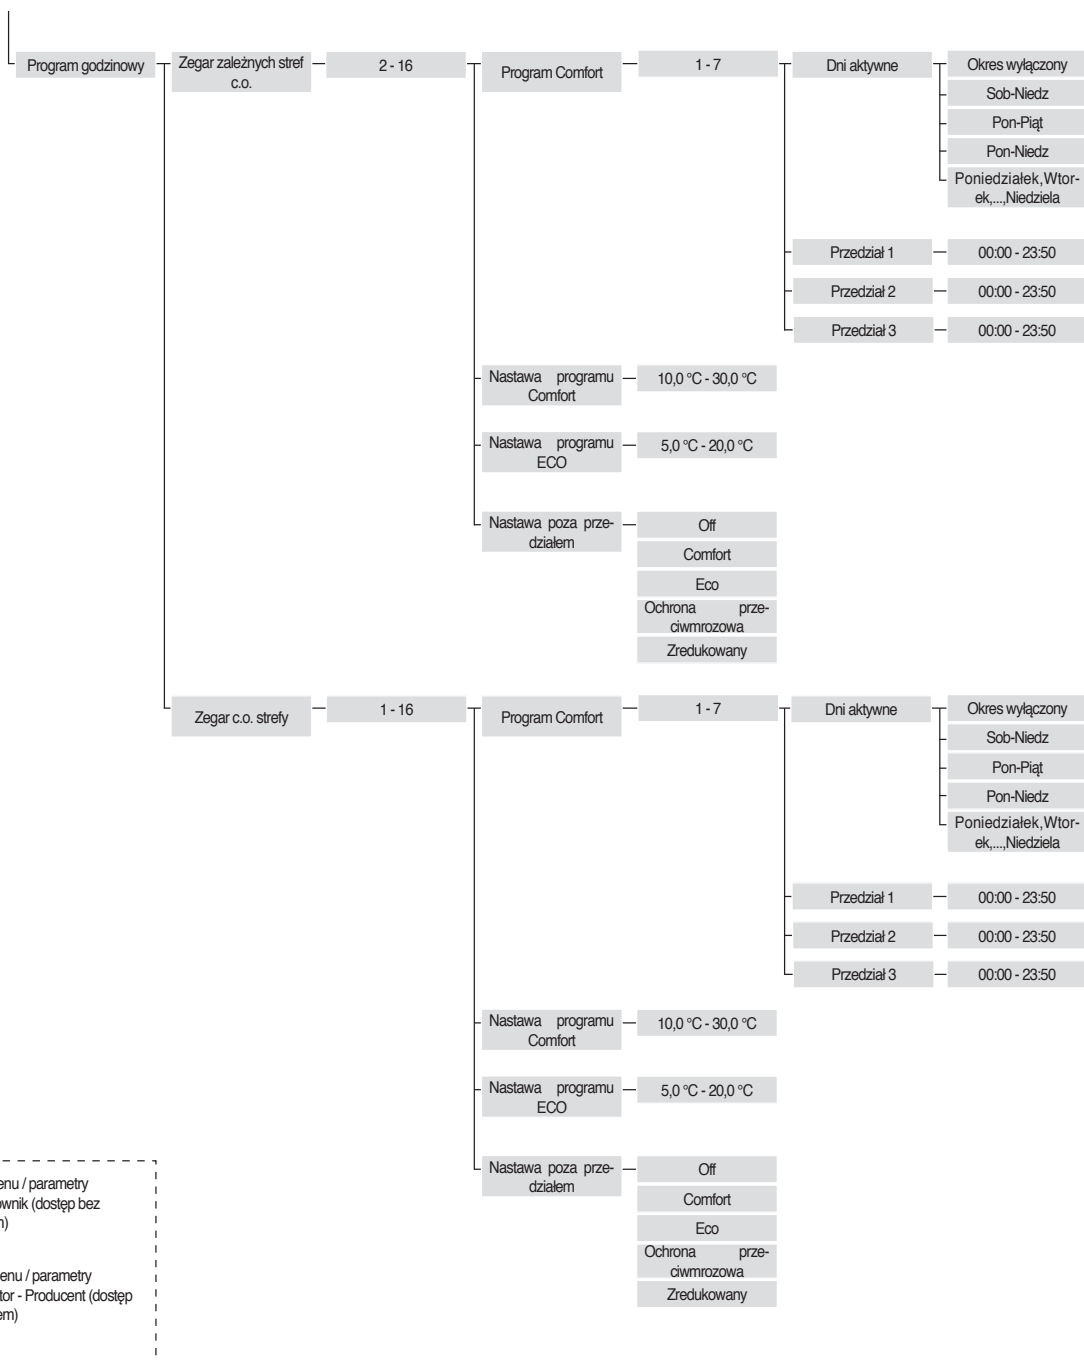 Program godzinowy
Zegar zależnych stref
c.o.
2 - 16
Program Comfort
1 - 7
Dni aktywne
Okres wyłączony
Sob-Niedz
Pon-Piąt
Pon-Niedz
Poniedziałek,Wtor-
ek,...,Niedziela
Przedział 1
00:00 - 23:50
Przedział 2
00:00 - 23:50
Przedział 3
00:00 - 23:50
Nastawa programu
Comfort
10,0 °C - 30,0 °C
Nastawa programu
ECO
5,0 °C - 20,0 °C
Nastawa poza prze-
działem
Off
Comfort
Eco
Ochrona prze-
ciwmrozowa
Zredukowany
Zegar c.o. strefy
1 - 16
Program Comfort
1 - 7
Dni aktywne
Okres wyłączony
Sob-Niedz
Pon-Piąt
Pon-Niedz
Poniedziałek,Wtor-
ek,...,Niedziela
Przedział 1
00:00 - 23:50
Przedział 2
00:00 - 23:50
Przedział 3
00:00 - 23:50
Nastawa programu
Comfort
10,0 °C - 30,0 °C
Nastawa programu
ECO
5,0 °C - 20,0 °C
Nastawa poza prze-
działem
Off
Comfort
Eco
Ochrona prze-
ciwmrozowa
Zredukowany
/ parametry
(dostęp bez
/ parametry
- Producent (dostęp